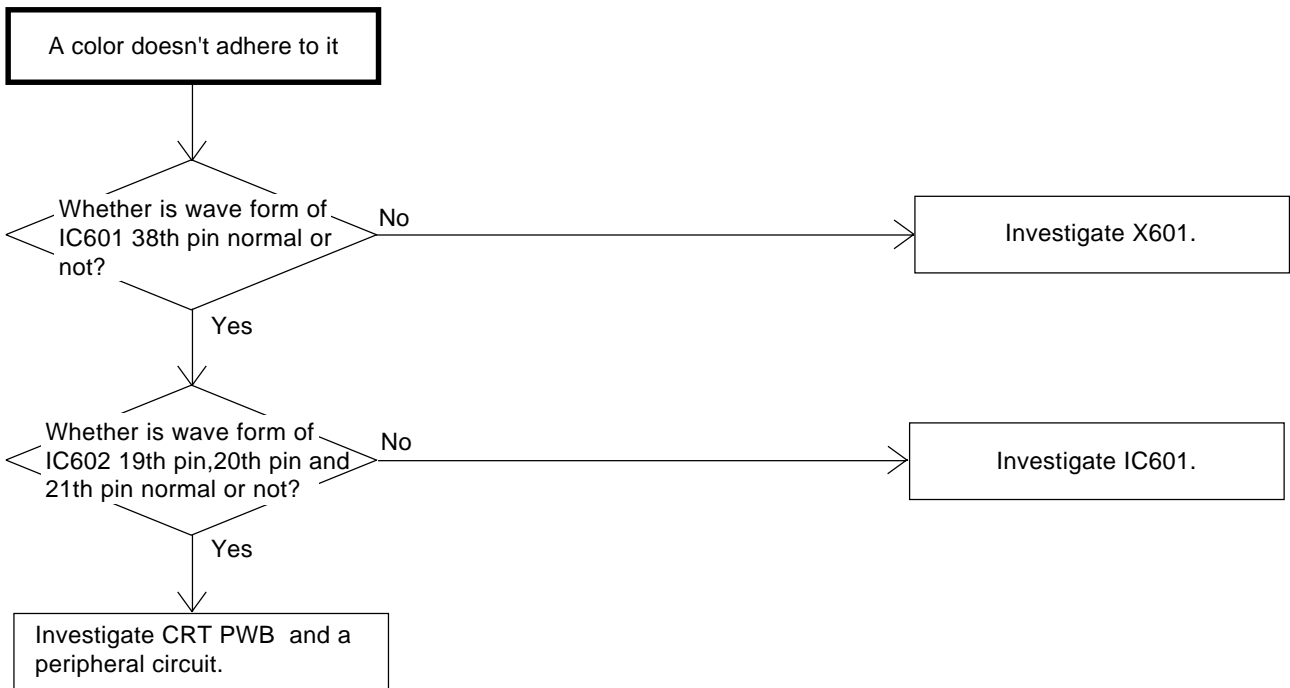 A color doesn't adhere to it
Whether is wave form of
IC601 38th pin normal or
not?
No
Investigate X601.
Yes
Whether is wave form of
IC602 19th pin,20th pin and
21th pin normal or not?
No
Investigate IC601.
Yes
Investigate CRT PWB and a
peripheral circuit.